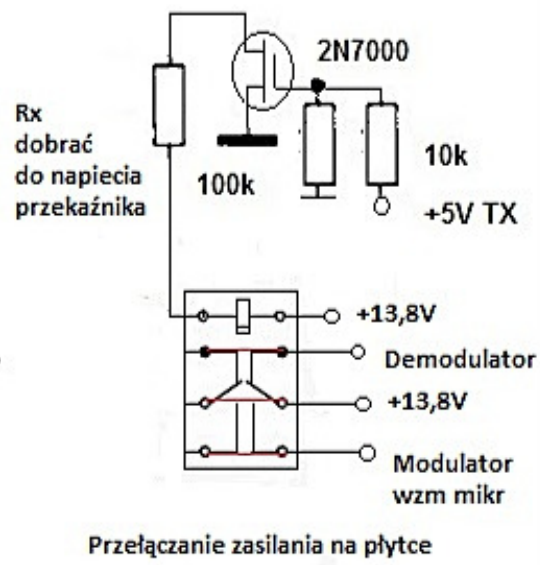 2N7000
Rx
dobrać
do napiecia
przekaźnika
100k
10k
+5V TX
+13,8V
Demodulator
+13,8V
Modulator
wzm mikr
Przełączanie zasilania na płytce